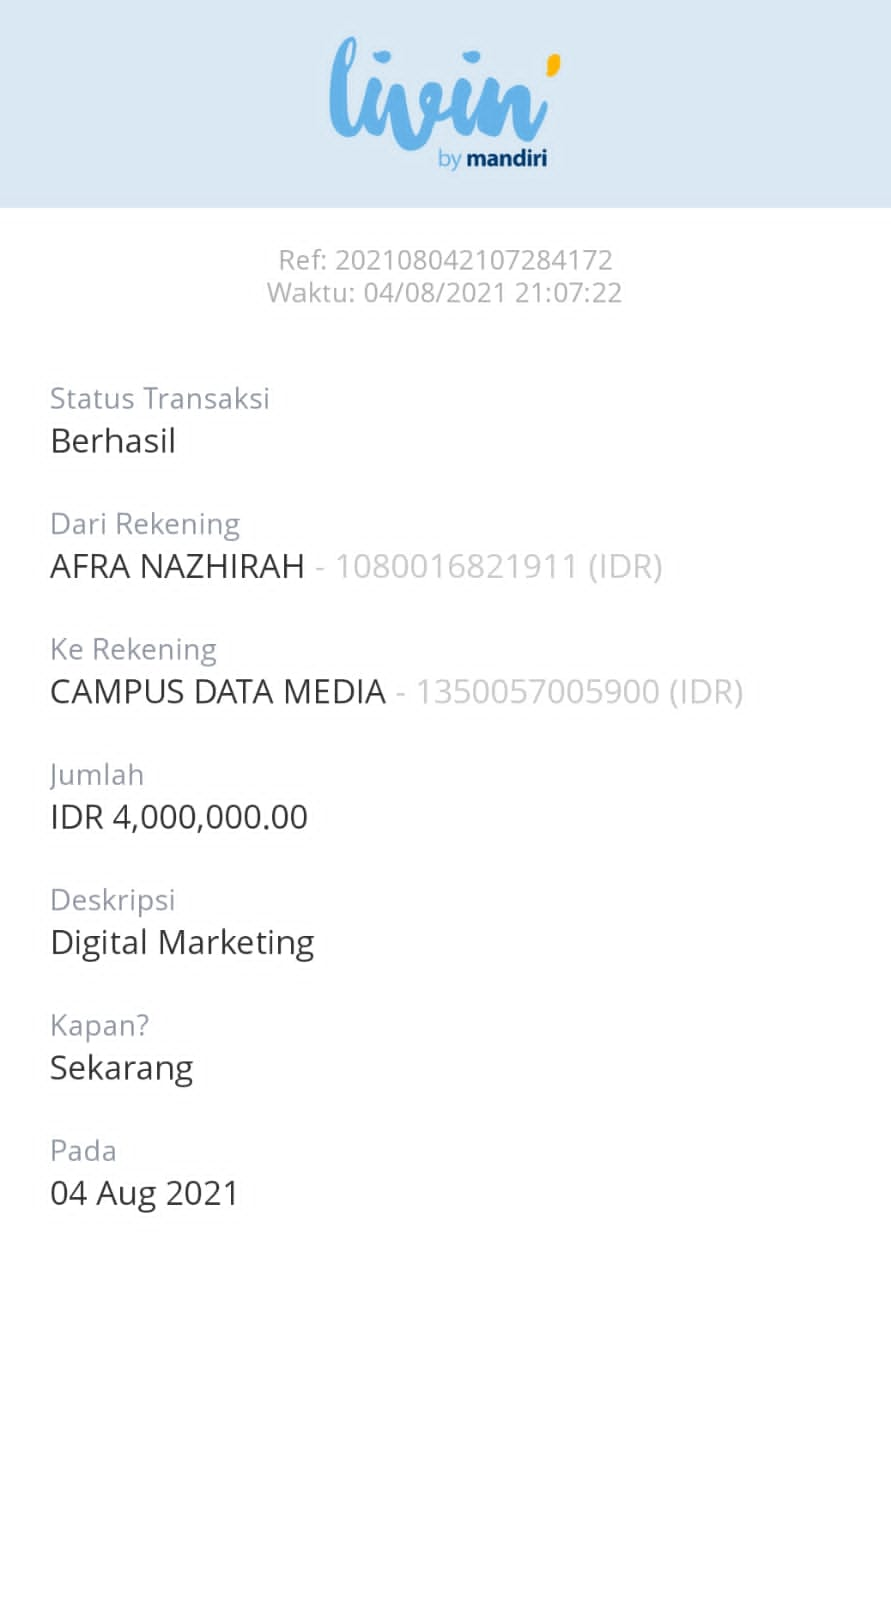 livin'
by mandiri
Ref: 202108042107284172
Waktu: 04/08/2021 21:07:22
Status Transaksi
Berhasil
Dari Rekening
AFRA NAZHIRAH - 1080016821911 (IDR)
Ke Rekening
CAMPUS DATA MEDIA - 1350057005900 (IDR)
Jumlah
IDR 4,000,000.00
Deskripsi
Digital Marketing
Kapan?
Sekarang
Pada
04 Aug 2021